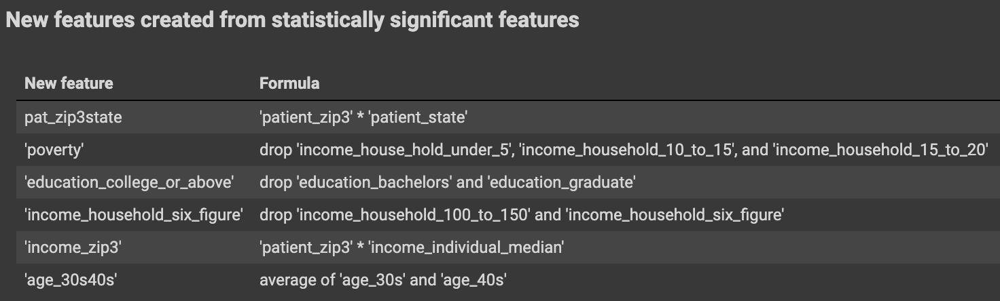 New features created from statistically significant features
New feature Formula
pat_zip3state 'patient_zip3' * 'patient_state'
'poverty' drop 'income_house_hold_under_5', 'income_household_10_to_15', and 'income_household_15_to_20'
'education_college_or_above' drop 'education_bachelors' and 'education_graduate'
'income_household_six_figure' drop 'income_household_100_to_150' and 'income_household_six_figure'
'income_zip3' 'patient_zip3' * 'income_individual_median'
'age_30s40s' average of 'age_30s' and 'age_40s'